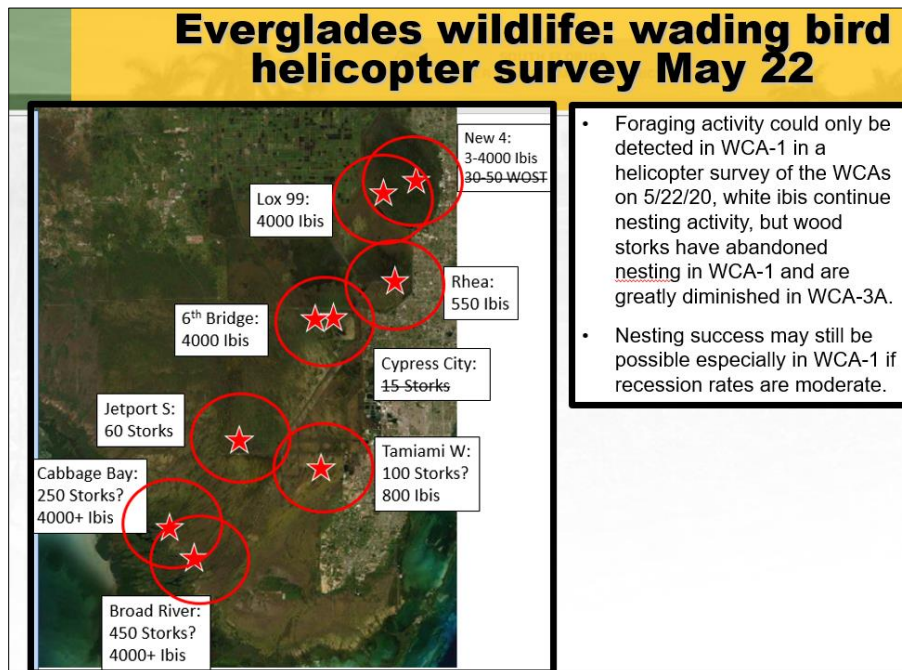 Everglades wildlife: wading bird
helicopter survey May 22
New 4:
3-4000 Ibis
30-50 WOST
Lox 99:
4000 Ibis
Rhea:
550 Ibis
6th Bridge:
4000 Ibis
Cypress City:
15 Storks
Jetport S:
60 Storks
Tamiami W:
100 Storks?
800 Ibis
Cabbage Bay:
250 Storks?
4000+ Ibis
Broad River:
450 Storks?
4000+ Ibis
• Foraging activity could only be
detected in WCA-1 in a
helicopter survey of the WCAs
on 5/22/20, white ibis continue
nesting activity, but wood
storks have abandoned
nesting in WCA-1 and are
greatly diminished in WCA-3A.
• Nesting success may still be
possible especially in WCA-1 if
recession rates are moderate.